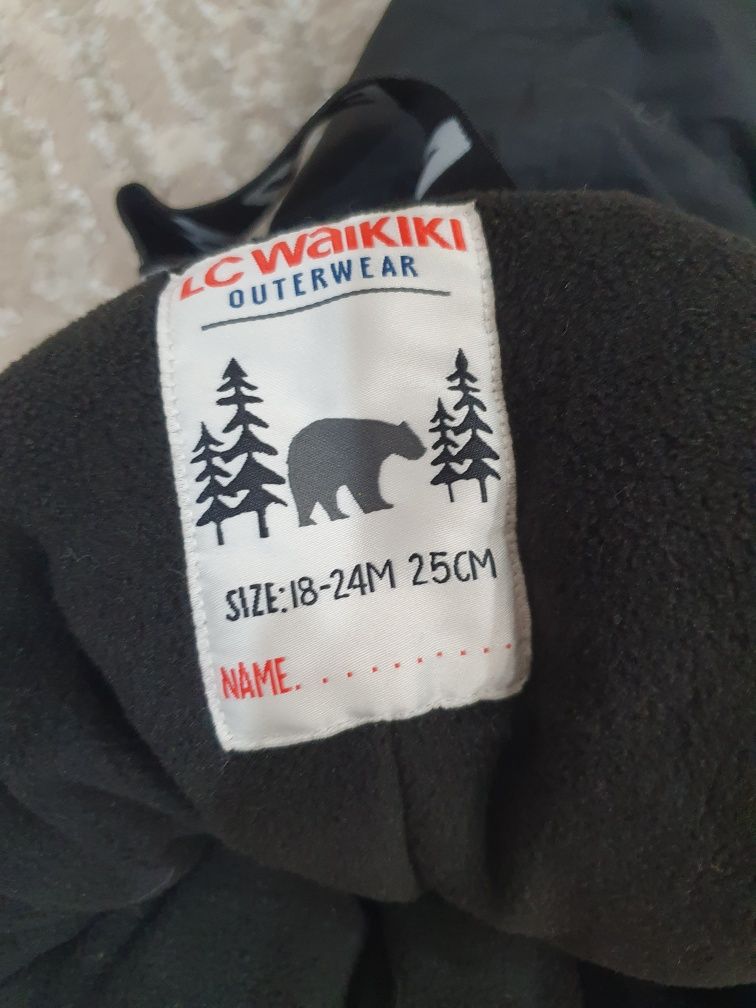 LC WAIKIKI
OUTERWEAR
SIZE:18-24M 25CM
NAME. . . . . . . . . . .